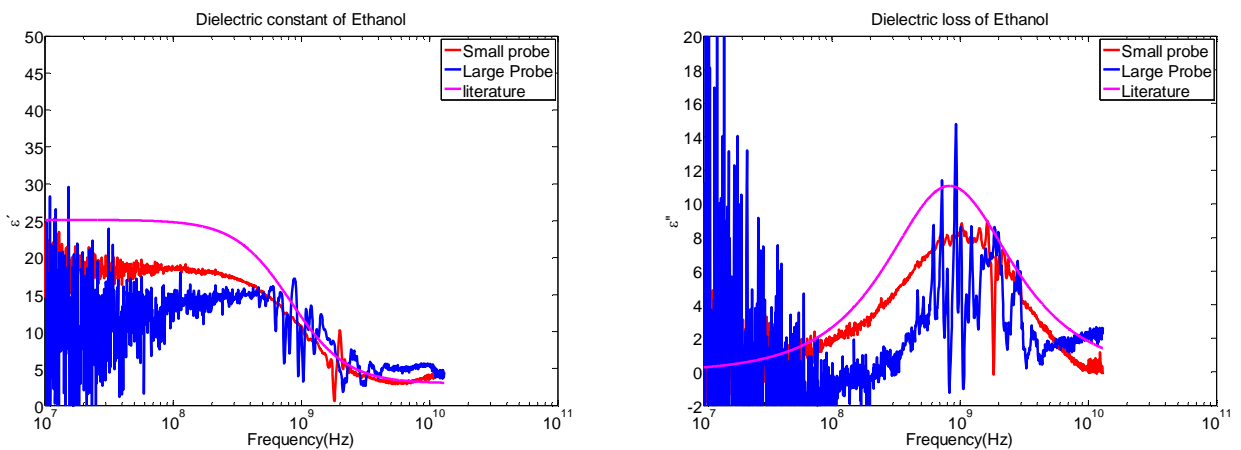 Dielectric constant of Ethanol
50
45
40
35
30
25
20
15
10
5
0
ε′
Small probe
Large Probe
literature
10^7
10^8
10^9
10^10
10^11
Frequency(Hz)
Dielectric loss of Ethanol
20
18
16
14
12
10
8
6
4
2
0
-2
ε"
Small probe
Large Probe
Literature
10^7
10^8
10^9
10^10
10^11
Frequency(Hz)